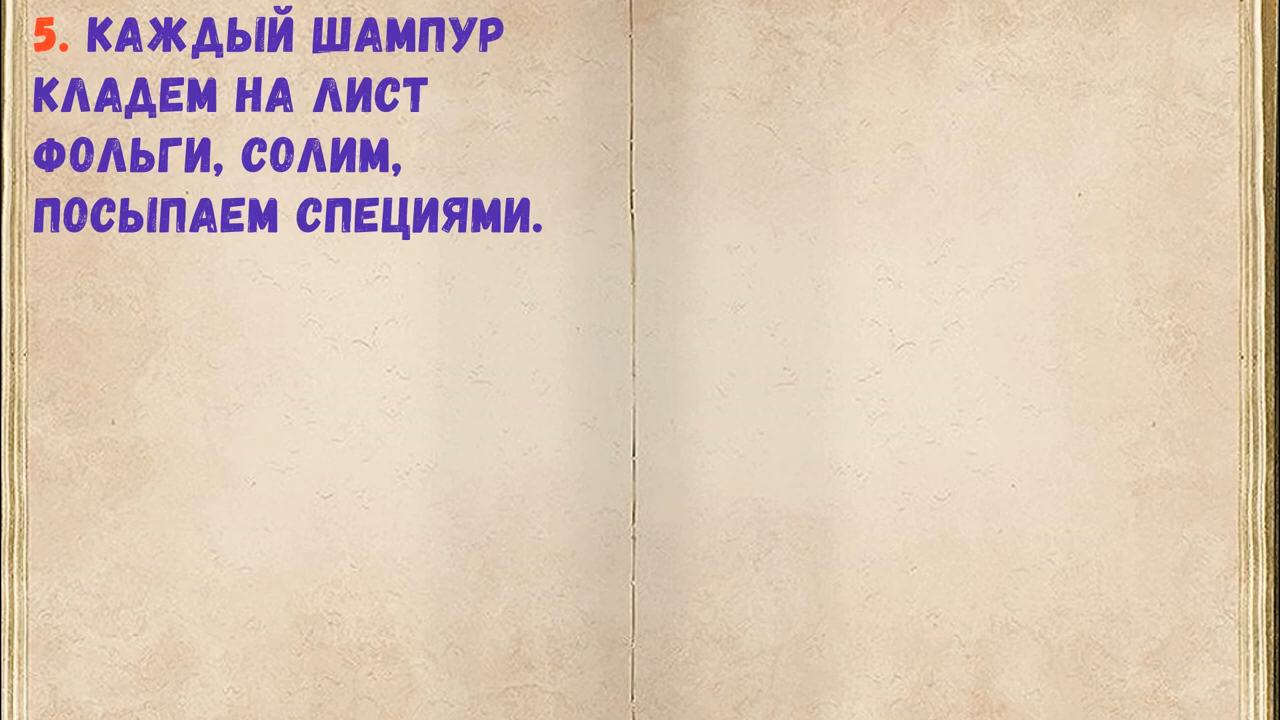 5. КАЖДЫЙ ШАМПУР
КЛАДЕМ НА ЛИСТ
ФОЛЬГИ, СОЛИМ,
ПОСЫПАЕМ СПЕЦИЯМИ.